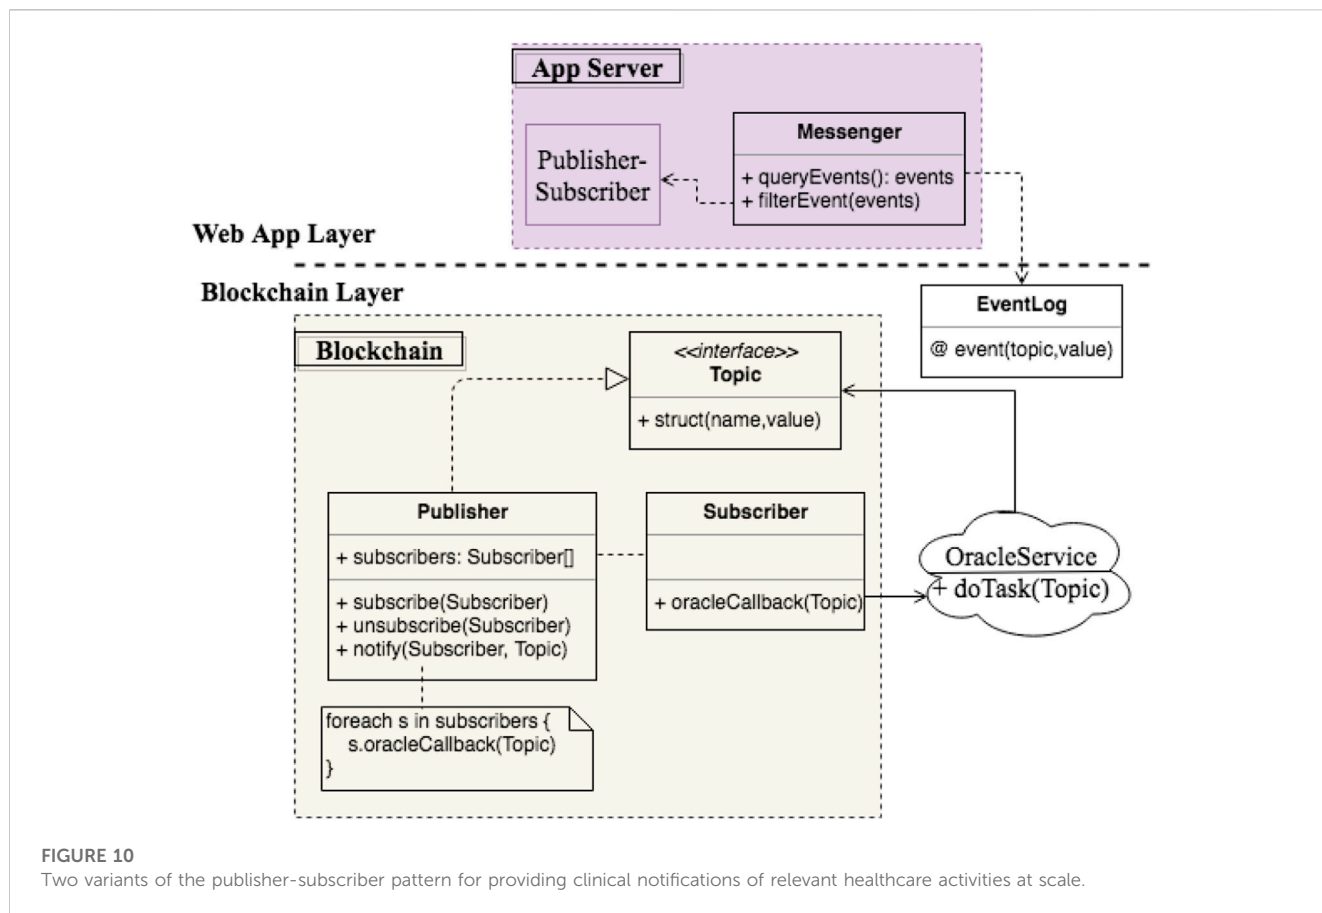 App Server
Publisher-
Subscriber
Messenger
+ queryEvents(): events
+ filterEvent(events)
Web App Layer
Blockchain Layer
EventLog
@ event(topic,value)
Blockchain
<<interface>>
Topic
+ struct(name,value)
Publisher
+ subscribers: Subscriber[]
+ subscribe(Subscriber)
+ unsubscribe(Subscriber)
+ notify(Subscriber, Topic)
Subscriber
+ oracleCallback(Topic)
OracleService
+ doTask(Topic)
foreach s in subscribers {
s.oracleCallback(Topic)
}
FIGURE 10
Two variants of the publisher-subscriber pattern for providing clinical notifications of relevant healthcare activities at scale.